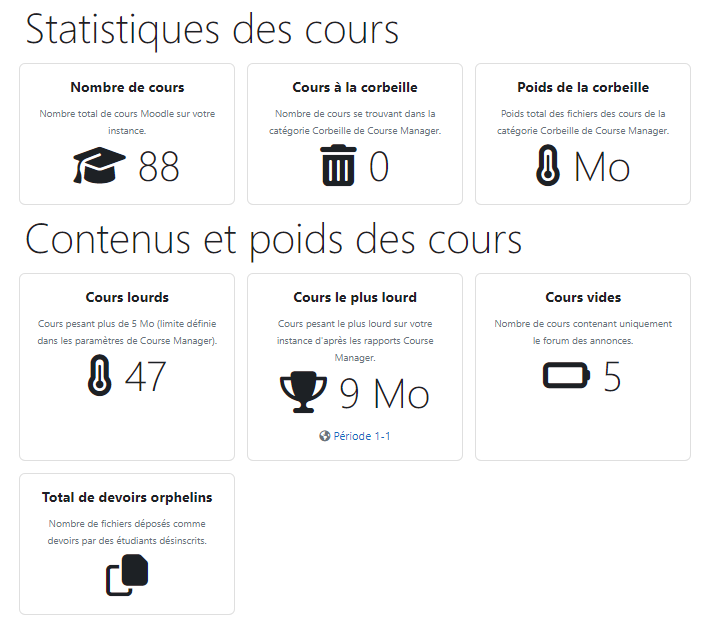 Statistiques des cours
Nombre de cours
Nombre total de cours Moodle sur votre
instance.
88
Cours à la corbeille
Nombre de cours se trouvant dans la
catégorie Corbeille de Course Manager.
0
Poids de la corbeille
Poids total des fichiers des cours de la
catégorie Corbeille de Course Manager.
Mo
Contenus et poids des cours
Cours lourds
Cours pesant plus de 5 Mo (limite définie
dans les paramètres de Course Manager).
47
Cours le plus lourd
Cours pesant le plus lourd sur votre
instance d'après les rapports Course
Manager.
9 Mo
Période 1-1
Cours vides
Nombre de cours contenant uniquement
le forum des annonces.
5
Total de devoirs orphelins
Nombre de fichiers déposés comme
devoirs par des étudiants désinscrits.